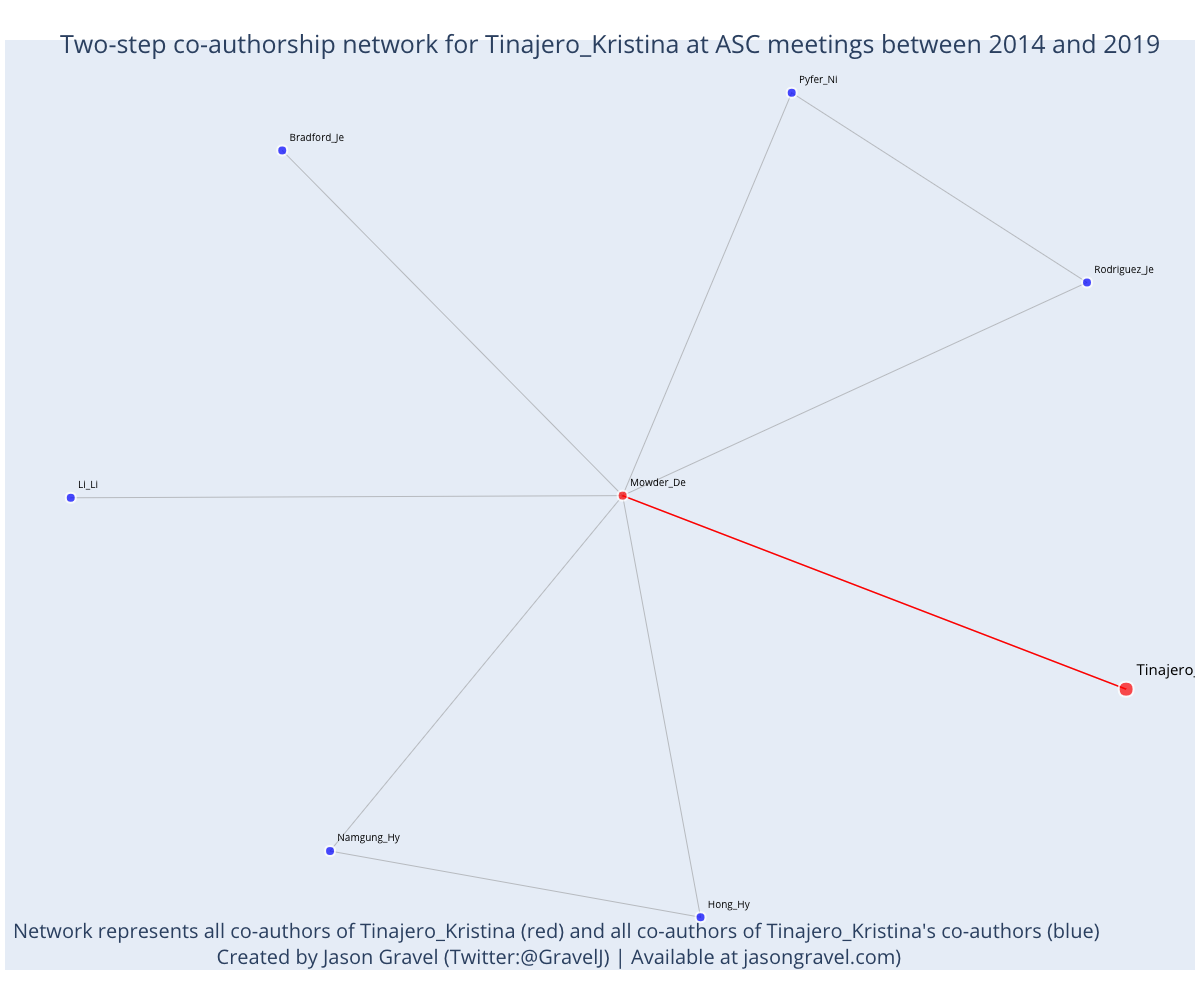 Two-step co-authorship network for Tinajero_Kristina at ASC meetings between 2014 and 2019
Pyfer_Ni
Bradford_Je
Rodriguez_Je
Mowder_De
Li_Li
Tinajero_
Namgung_Hy
Hong_Hy
Network represents all co-authors of Tinajero_Kristina (red) and all co-authors of Tinajero_Kristina's co-authors (blue)
Created by Jason Gravel (Twitter:@GravelJ) | Available at jasongravel.com)